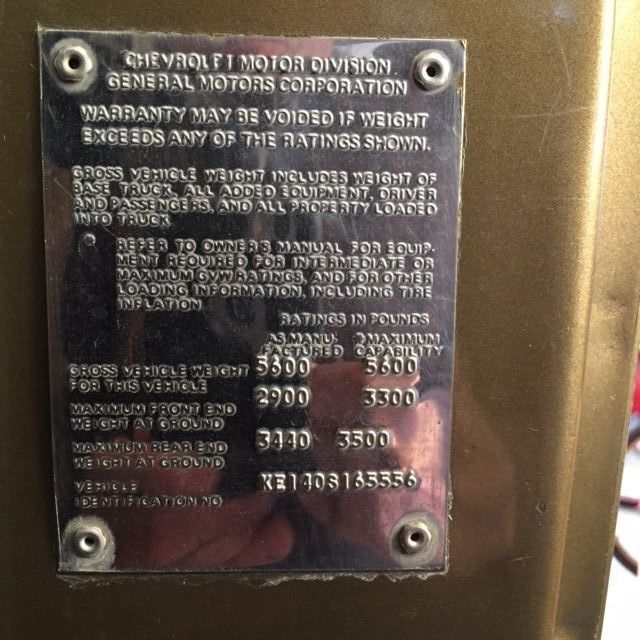 CHEVROLET MOTOR DIVISION
GENERAL MOTORS CORPORATION
WARRANTY MAY BE VOIDED IF WEIGHT
EXCEEDS ANY OF THE RATINGS SHOWN.
GROSS VEHICLE WEIGHT INCLUDES WEIGHT OF
BASE TRUCK, ALL ADDED EQUIPMENT, DRIVER
AND PASSENGERS, AND ALL PROPERTY LOADED
INTO TRUCK
REFER TO OWNER'S MANUAL FOR EQUIP-
MENT REQUIRED FOR INTERMEDIATE OR
MAXIMUM GVW RATINGS, AND FOR OTHER
LOADING INFORMATION, INCLUDING TIRE
INFLATION
RATINGS IN POUNDS
AS MANU- MAXIMUM
FACTURED CAPABILITY
GROSS VEHICLE WEIGHT 5600 5600
FOR THIS VEHICLE
MAXIMUM FRONT END 2900 3300
WEIGHT AT GROUND
MAXIMUM REAR END 3440 3500
WEIGHT AT GROUND
VEHICLE KE140S165556
IDENTIFICATION NO